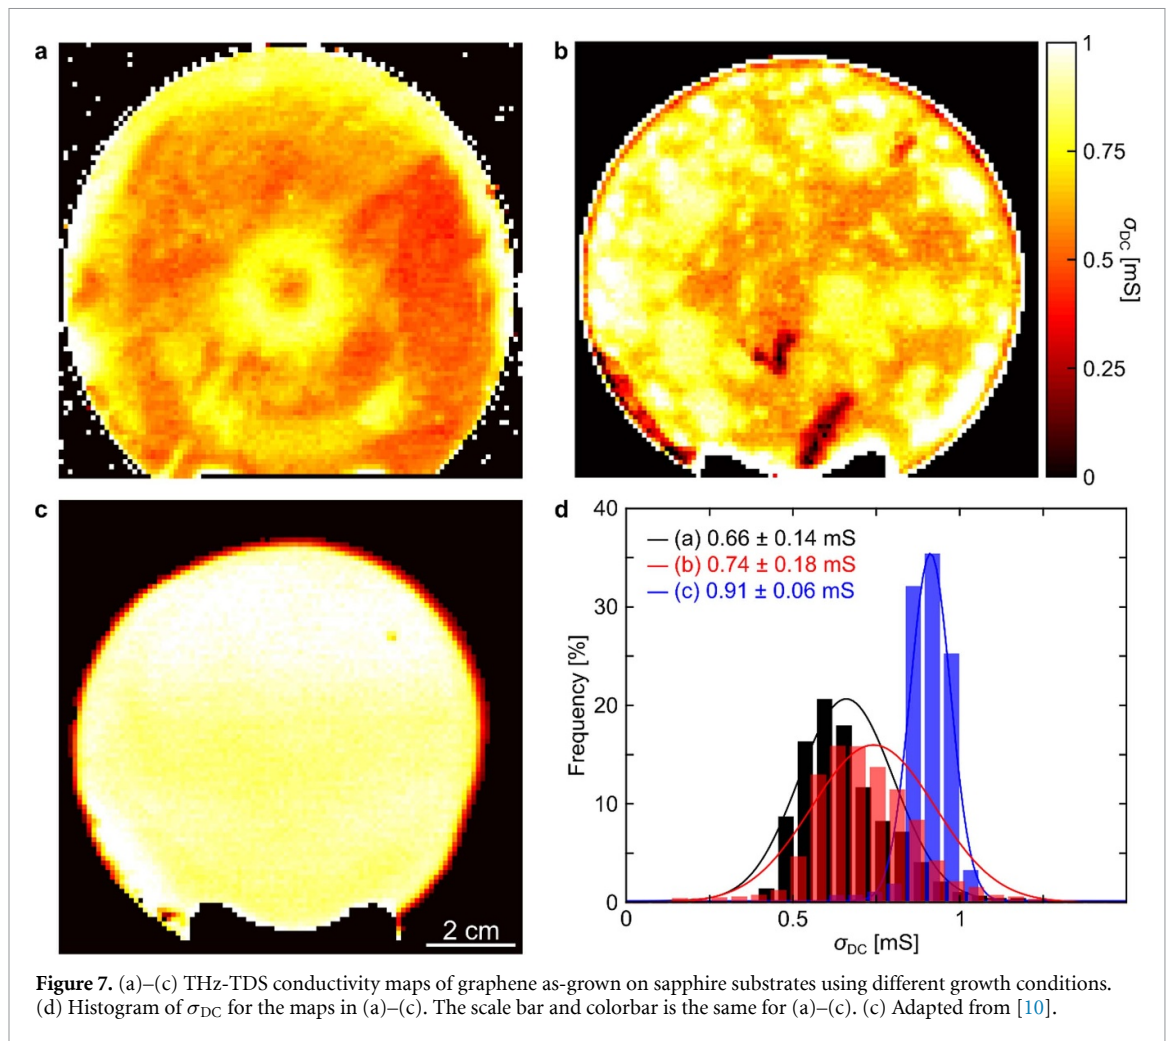 a
b
1
0.75
0.5
0.25
0
σDC [mS]
c
2 cm
d
40
30
20
10
0
Frequency [%]
(a) 0.66 ± 0.14 mS
(b) 0.74 ± 0.18 mS
(c) 0.91 ± 0.06 mS
0
0.5
1
σDC [mS]
Figure 7. (a)–(c) THz-TDS conductivity maps of graphene as-grown on sapphire substrates using different growth conditions.
(d) Histogram of σDC for the maps in (a)–(c). The scale bar and colorbar is the same for (a)–(c). (c) Adapted from [10].